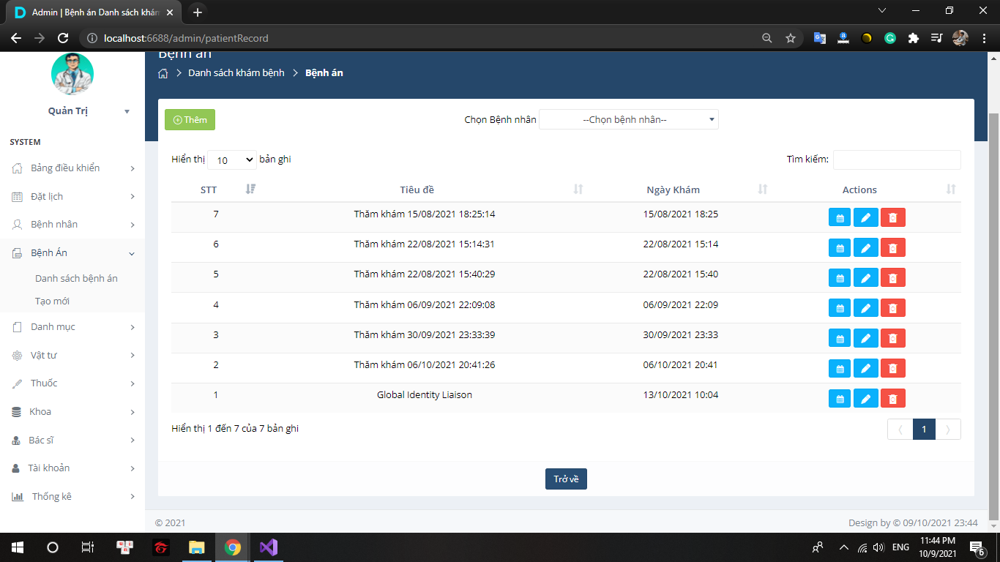 Admin | Bệnh án Danh sách khám
localhost:6688/admin/patientRecord
Bệnh án
Danh sách khám bệnh > Bệnh án
Quản Trị
SYSTEM
Bảng điều khiển
Đặt lịch
Bệnh nhân
Bệnh Án
Danh sách bệnh án
Tạo mới
Danh mục
Vật tư
Thuốc
Khoa
Bác sĩ
Tài khoản
Thống kê
Thêm
Chọn Bệnh nhân --Chọn bệnh nhân--
Hiển thị 10 bản ghi
Tìm kiếm:
STT Tiêu đề Ngày Khám Actions
7 Thăm khám 15/08/2021 18:25:14 15/08/2021 18:25
6 Thăm khám 22/08/2021 15:14:31 22/08/2021 15:14
5 Thăm khám 22/08/2021 15:40:29 22/08/2021 15:40
4 Thăm khám 06/09/2021 22:09:08 06/09/2021 22:09
3 Thăm khám 30/09/2021 23:33:39 30/09/2021 23:33
2 Thăm khám 06/10/2021 20:41:26 06/10/2021 20:41
1 Global Identity Liaison 13/10/2021 10:04
Hiển thị 1 đến 7 của 7 bản ghi
1
Trở về
© 2021
Design by © 09/10/2021 23:44
ENG
11:44 PM
10/9/2021
6